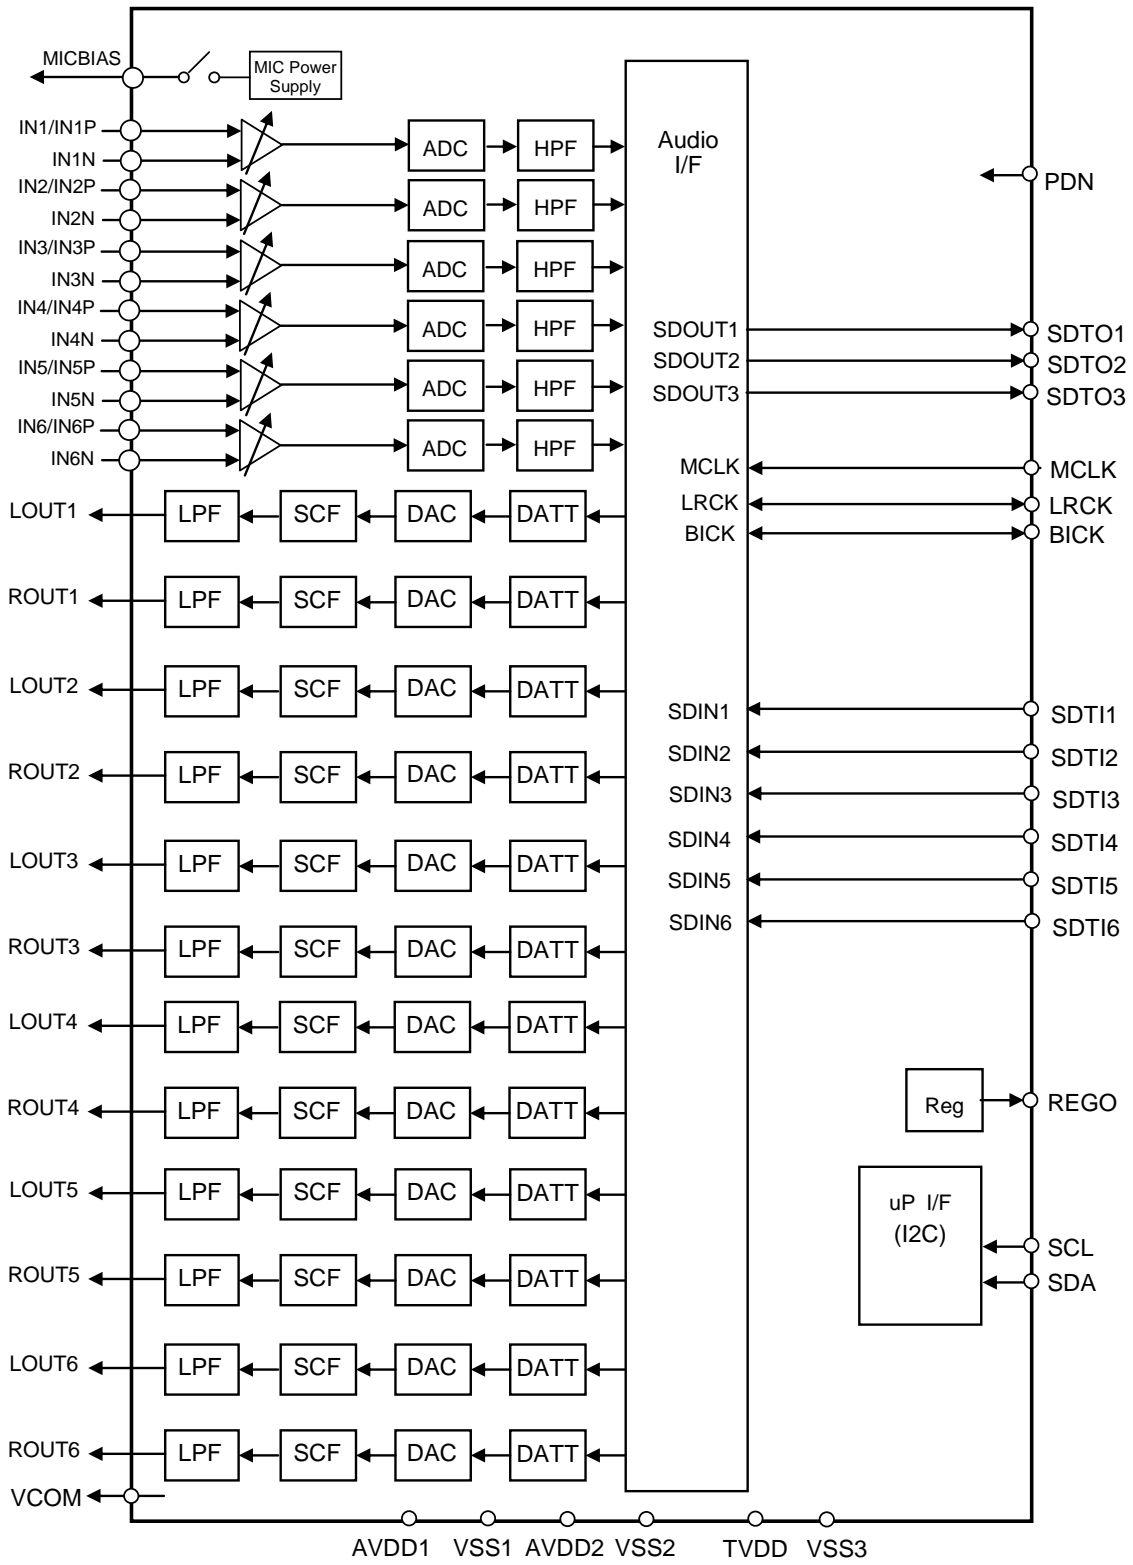 MICBIAS
MIC Power
Supply
IN1/IN1P
IN1N
ADC
HPF
Audio
I/F
PDN
IN2/IN2P
IN2N
ADC
HPF
IN3/IN3P
IN3N
ADC
HPF
IN4/IN4P
IN4N
ADC
HPF
SDOUT1
SDTO1
SDOUT2
SDTO2
IN5/IN5P
IN5N
ADC
HPF
SDOUT3
SDTO3
IN6/IN6P
IN6N
ADC
HPF
MCLK
MCLK
LRCK
LRCK
BICK
BICK
LOUT1
LPF
SCF
DAC
DATT
ROUT1
LPF
SCF
DAC
DATT
LOUT2
LPF
SCF
DAC
DATT
SDIN1
SDTI1
ROUT2
LPF
SCF
DAC
DATT
SDIN2
SDTI2
SDIN3
SDTI3
LOUT3
LPF
SCF
DAC
DATT
SDIN4
SDTI4
SDIN5
SDTI5
ROUT3
LPF
SCF
DAC
DATT
SDIN6
SDTI6
LOUT4
LPF
SCF
DAC
DATT
ROUT4
LPF
SCF
DAC
DATT
Reg
REGO
LOUT5
LPF
SCF
DAC
DATT
uP I/F
(I2C)
SCL
SDA
ROUT5
LPF
SCF
DAC
DATT
LOUT6
LPF
SCF
DAC
DATT
ROUT6
LPF
SCF
DAC
DATT
VCOM
AVDD1
VSS1
AVDD2
VSS2
TVDD
VSS3